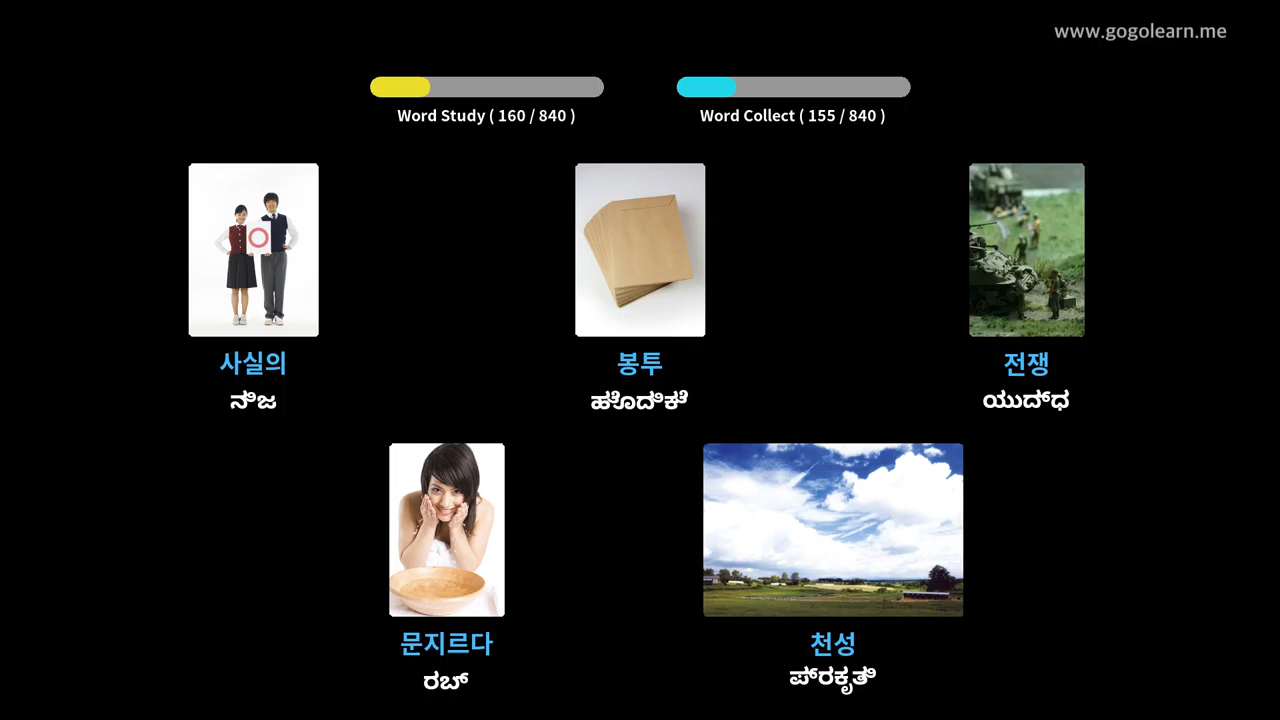 www.gogolearn.me
Word Study ( 160 / 840 )
Word Collect ( 155 / 840 )
사실의
ನಿಜ
봉투
ಹೊದಿಕೆ
전쟁
ಯುದ್ಧ
문지르다
ರಬ್
천성
ಪ್ರಕೃತಿ